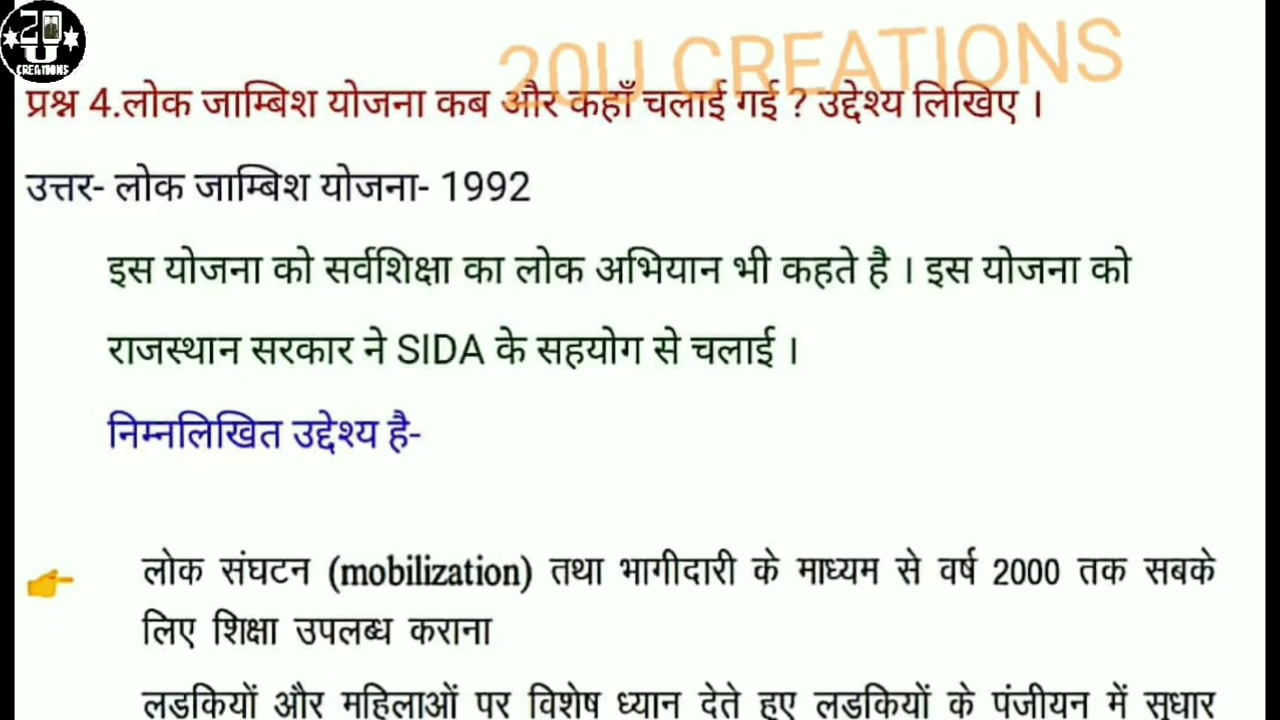 20
U
CREATIONS
20U CREATIONS
प्रश्न 4.लोक जाम्बिश योजना कब और कहाँ चलाई गई ? उद्देश्य लिखिए ।
उत्तर- लोक जाम्बिश योजना- 1992
इस योजना को सर्वशिक्षा का लोक अभियान भी कहते है । इस योजना को
राजस्थान सरकार ने SIDA के सहयोग से चलाई ।
निम्नलिखित उद्देश्य है-
लोक संघटन (mobilization) तथा भागीदारी के माध्यम से वर्ष 2000 तक सबके
लिए शिक्षा उपलब्ध कराना
लडकियों और महिलाओं पर विशेष ध्यान देते हुए लडकियों के पंजीयन में सुधार